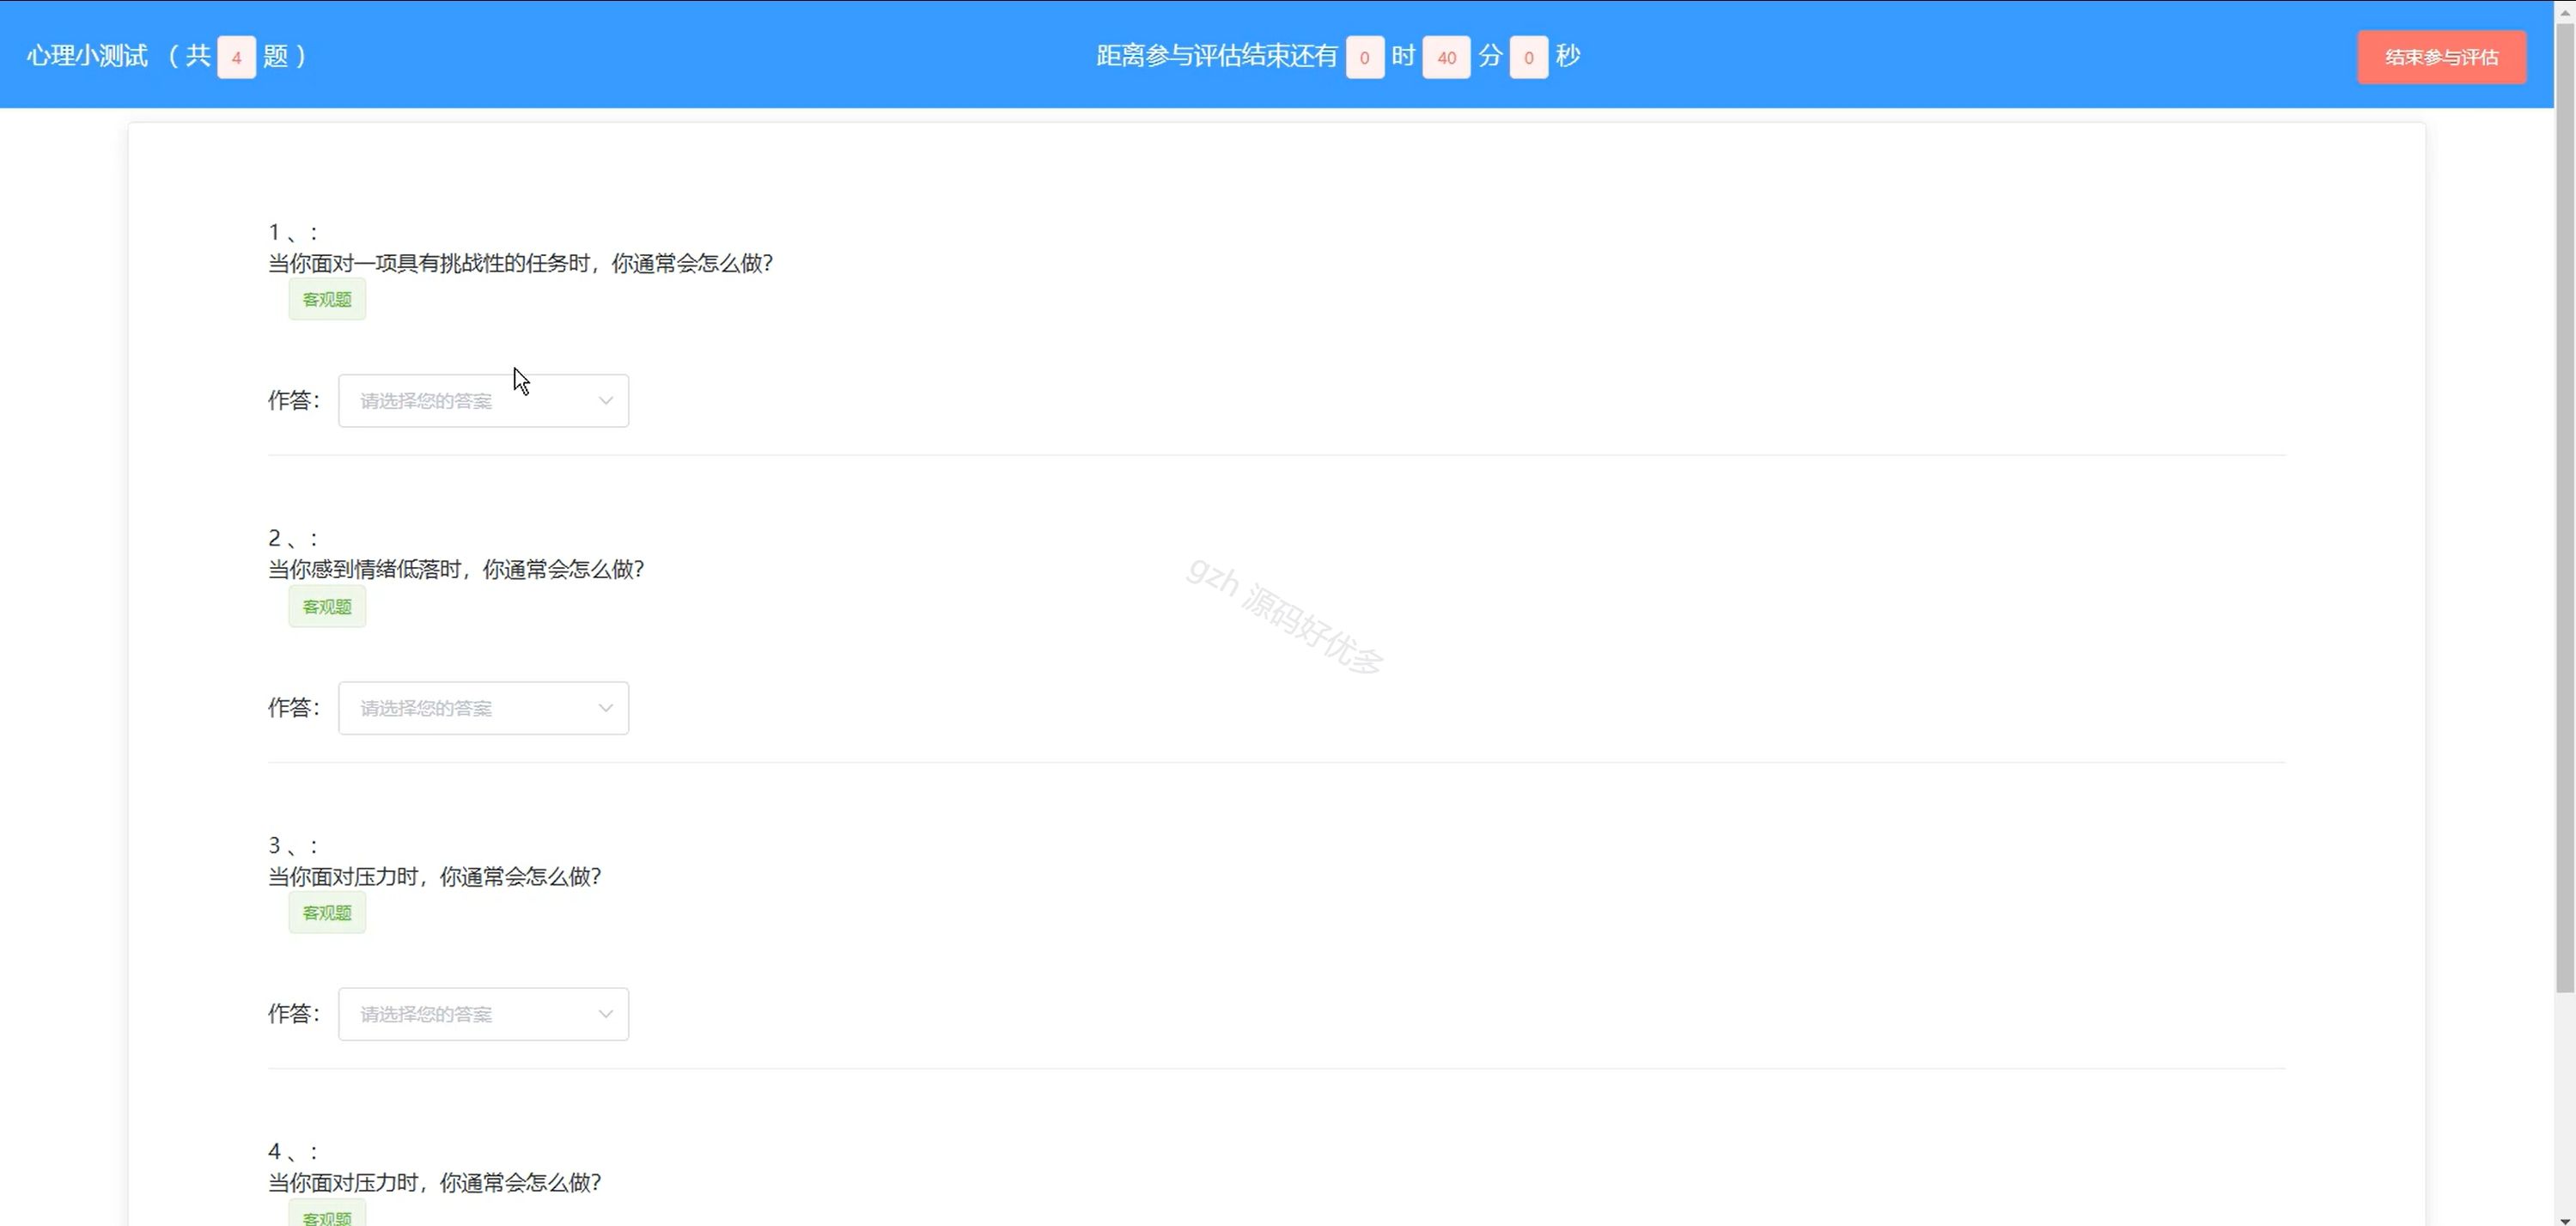 心理小测试 （ 共 4 题 ）
距离参与评估结束还有 0 时 40 分 0 秒
结束参与评估
1 、 :
当你面对一项具有挑战性的任务时，你通常会怎么做?
客观题
作答： 请选择您的答案
2 、 :
当你感到情绪低落时，你通常会怎么做?
客观题
作答： 请选择您的答案
gzh 源码好优多
3 、 :
当你面对压力时，你通常会怎么做?
客观题
作答： 请选择您的答案
4 、 :
当你面对压力时，你通常会怎么做?
客观题